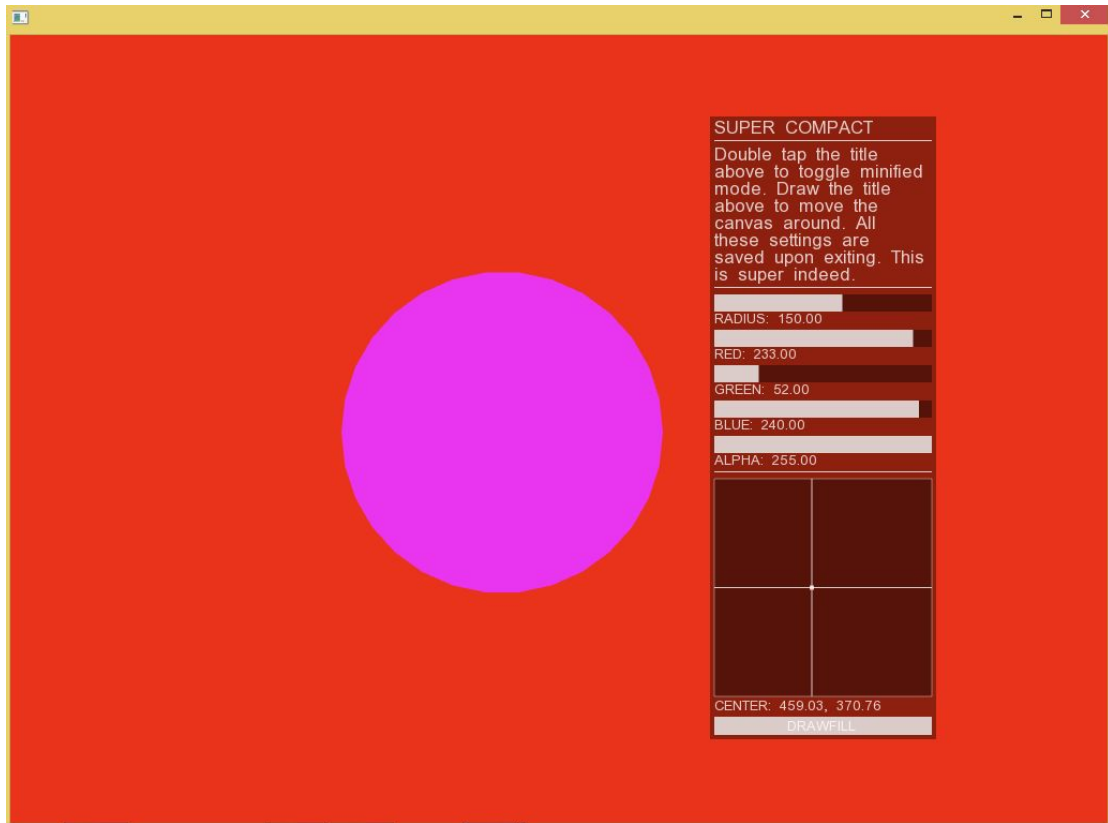 SUPER COMPACT
Double tap the title
above to toggle minified
mode. Draw the title
above to move the
canvas around. All
these settings are
saved upon exiting. This
is super indeed.
RADIUS: 150.00
RED: 233.00
GREEN: 52.00
BLUE: 240.00
ALPHA: 255.00
CENTER: 459.03, 370.76
DRAWFILL